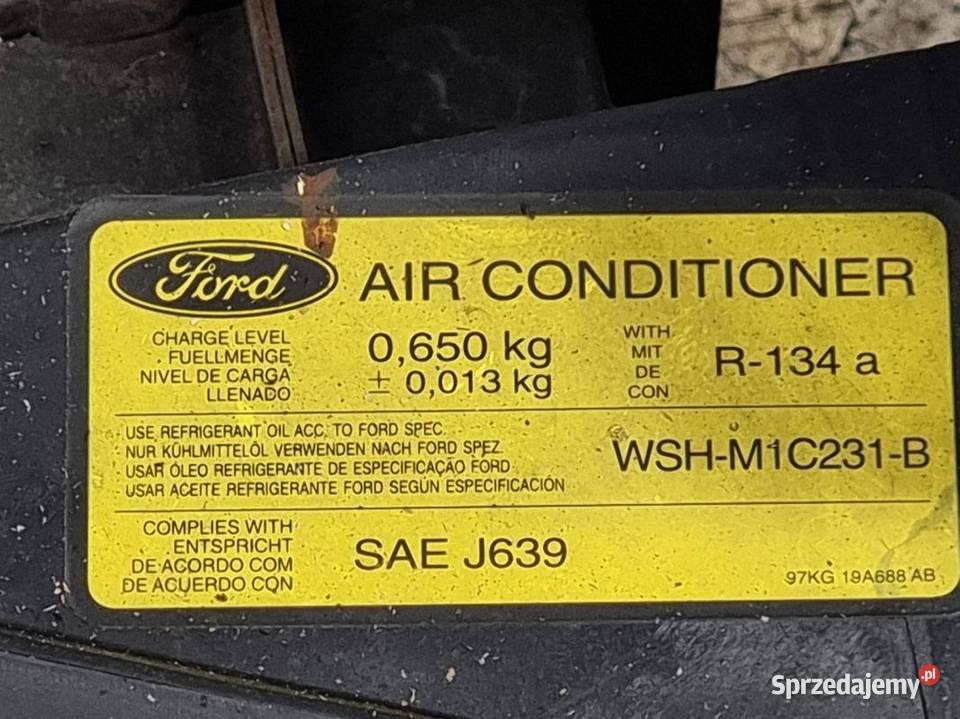 Ford AIR CONDITIONER
CHARGE LEVEL
FUELLMENGE
NIVEL DE CARGA
LLENADO
0,650 kg
± 0,013 kg
WITH
MIT
DE
CON
R-134 a
USE REFRIGERANT OIL ACC. TO FORD SPEC.
NUR KÜHLMITTELÖL VERWENDEN NACH FORD SPEZ.
USAR ÓLEO REFRIGERANTE DE ESPECIFICAÇÃO FORD
USAR ACEITE REFRIGERANTE FORD SEGÚN ESPECIFICACIÓN
WSH-M1C231-B
COMPLIES WITH
ENTSPRICHT
DE ACORDO COM
DE ACUERDO CON
SAE J639
97KG 19A688 AB
Sprzedajemy.pl